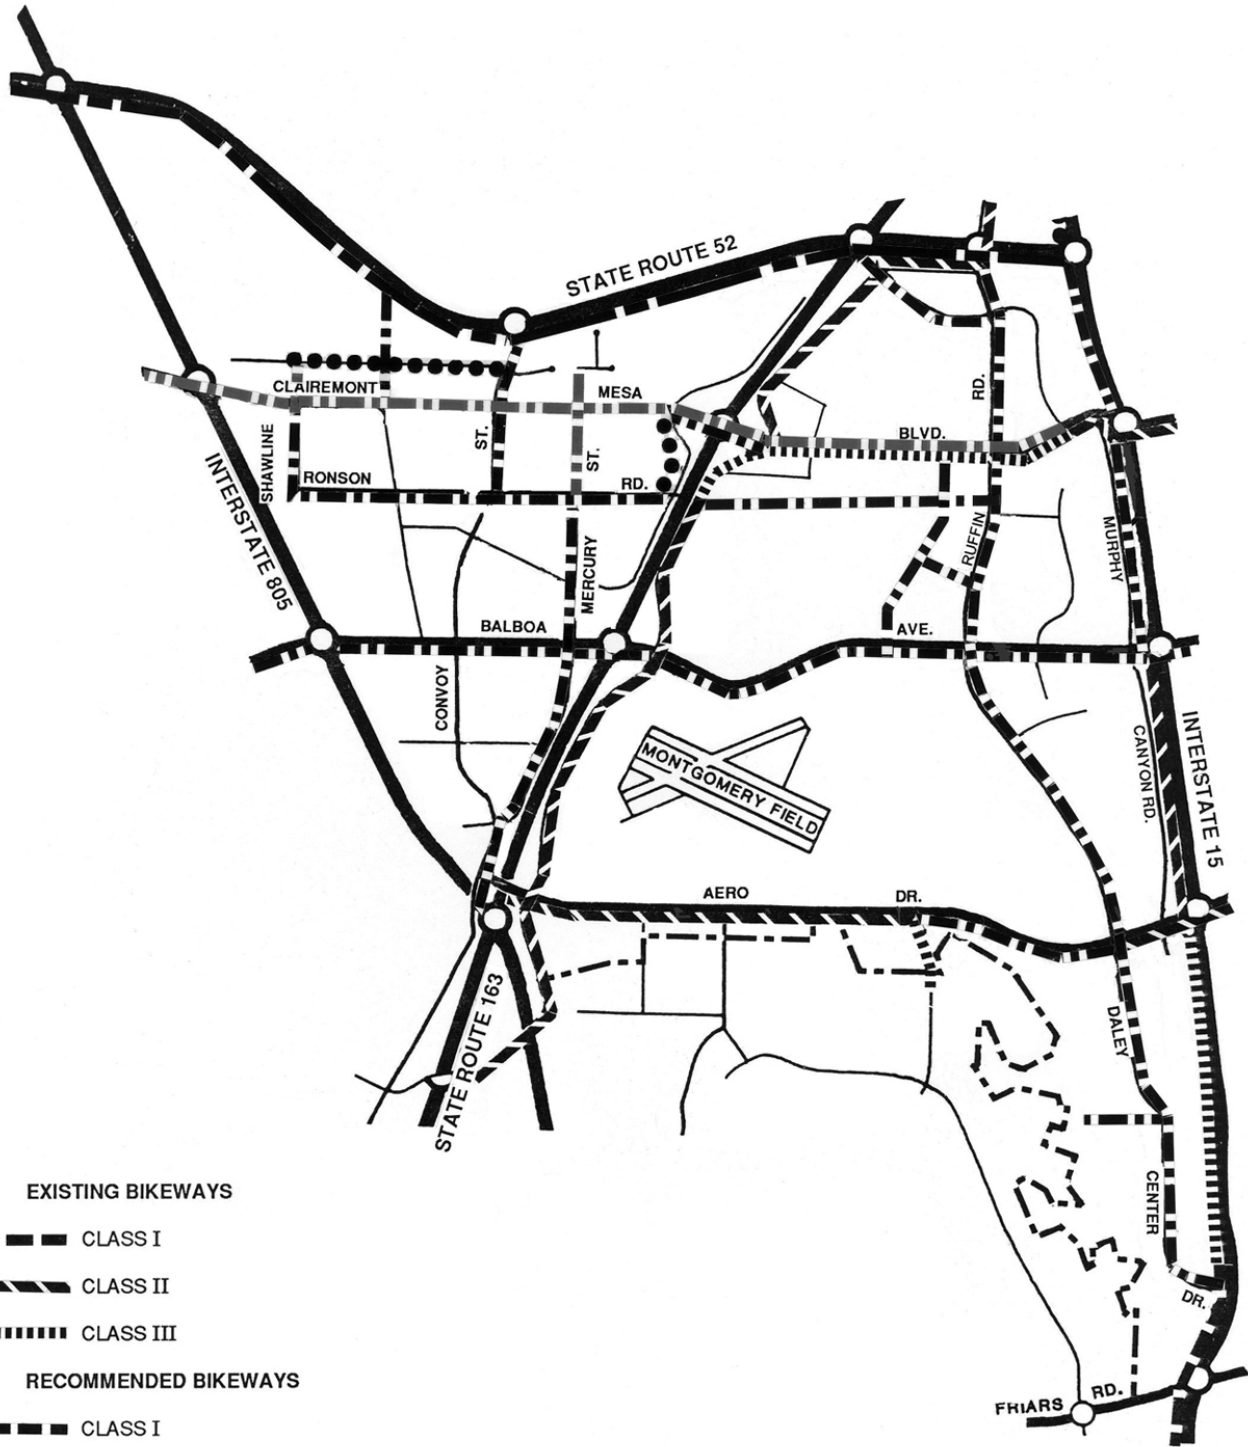 STATE ROUTE 52
CLAIREMONT
MESA
BLVD.
RD.
SHAWLINE
ST.
ST.
RONSON
RD.
INTERSTATE 805
MERCURY
RUFFIN
MURPHY
BALBOA
AVE.
CONVOY
MONTGOMERY FIELD
CANYON RD.
INTERSTATE 15
AERO
DR.
STATE ROUTE 163
DALEY
CENTER
DR.
FRIARS
RD.
EXISTING BIKEWAYS
CLASS I
CLASS II
CLASS III
RECOMMENDED BIKEWAYS
CLASS I